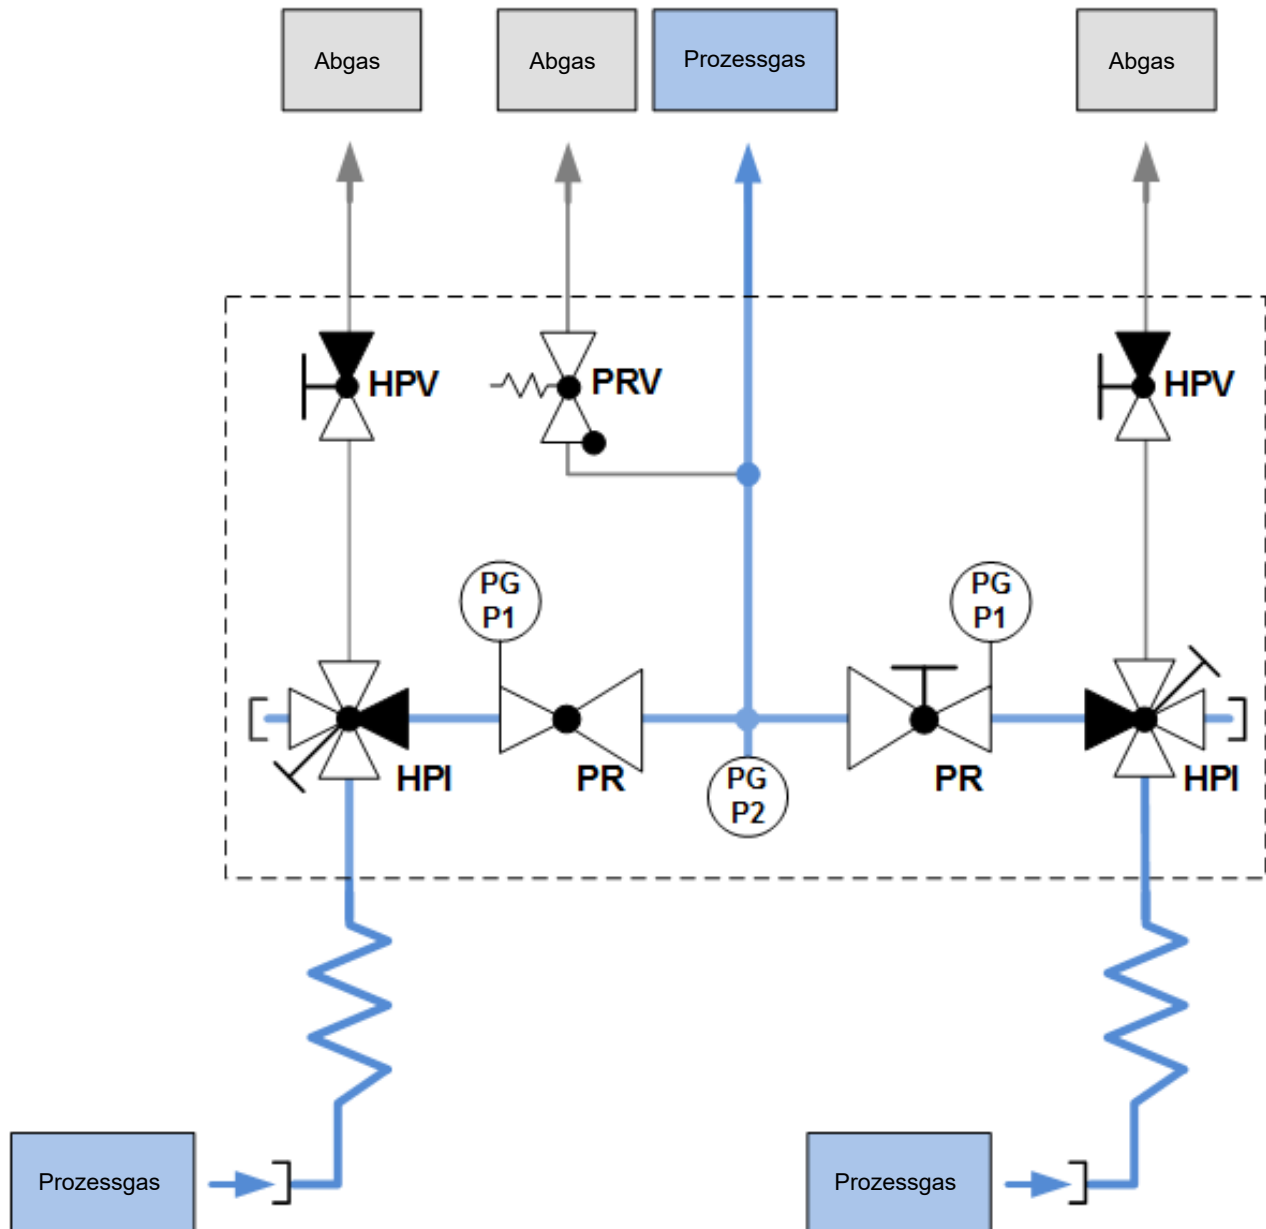 Abgas
Abgas
Prozessgas
Abgas
HPV
PRV
HPV
PG
P1
PG
P1
HPI
PR
PG
P2
PR
HPI
Prozessgas
Prozessgas